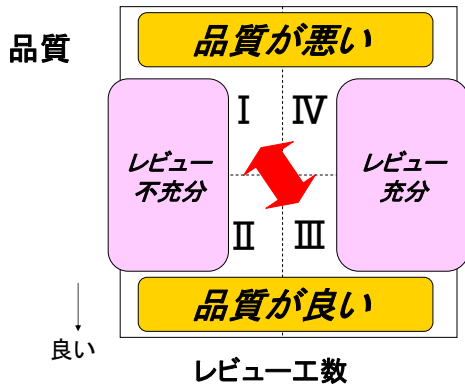 品質
品質が悪い
Ⅰ Ⅳ
レビュー
不充分
レビュー
充分
Ⅱ Ⅲ
品質が良い
良い
レビュー工数